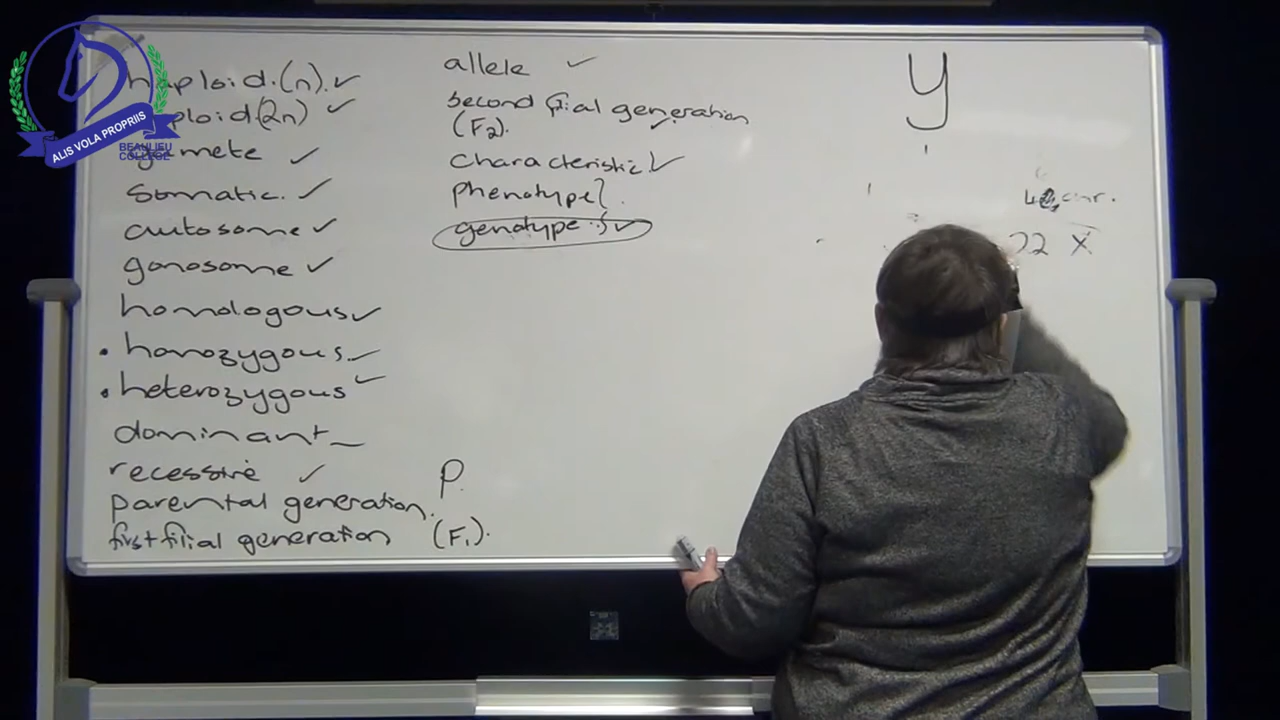 ALIS VOLA PROPRIIS
BEAULIEU
COLLEGE
haploid.(n).✓
diploid(2n) ✓
gamete ✓
somatic. ✓
autosome ✓
gonosome ✓
homologous ✓
• homozygous. ✓
• heterozygous ✓
dominant _
recessive ✓
parental generation. P.
first filial generation (F₁).
allele ✓
second filial generation
(F₂). ✓
characteristic. ✓
phenotype}.
genotype.} ✓
y
chr.
22 X